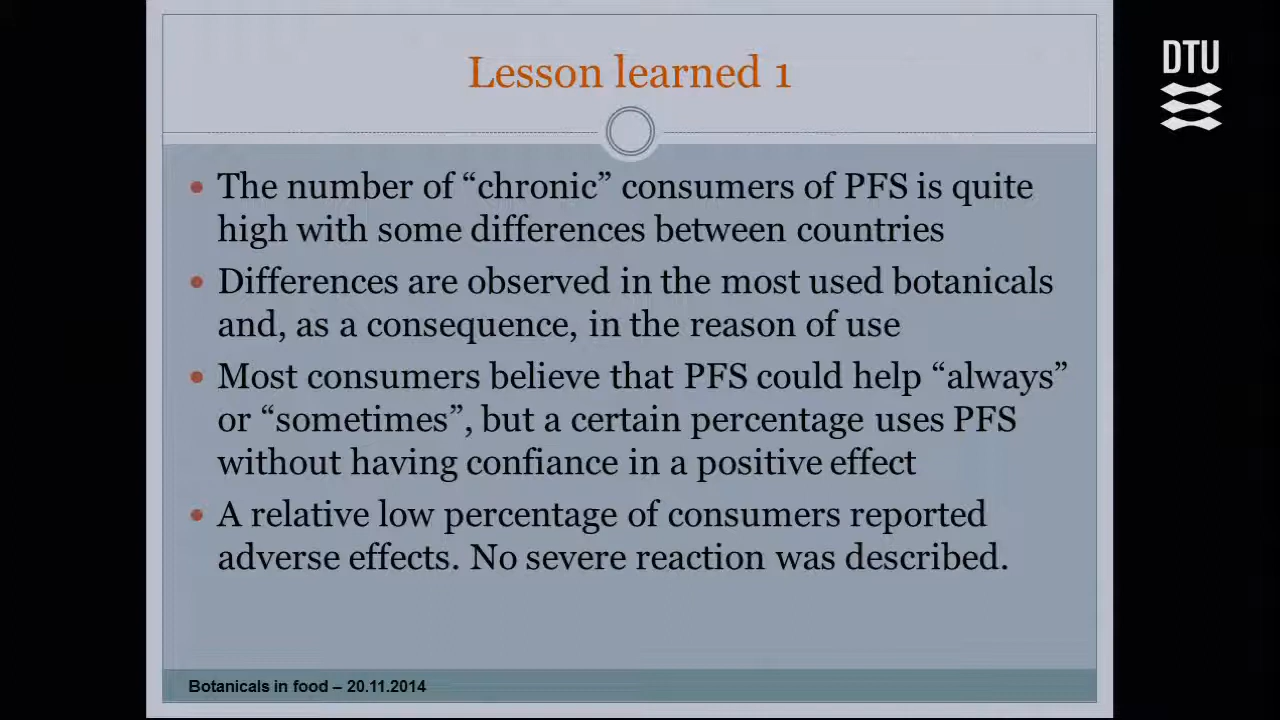 Lesson learned 1
DTU
The number of “chronic” consumers of PFS is quite
high with some differences between countries
Differences are observed in the most used botanicals
and, as a consequence, in the reason of use
Most consumers believe that PFS could help “always”
or “sometimes”, but a certain percentage uses PFS
without having confiance in a positive effect
A relative low percentage of consumers reported
adverse effects. No severe reaction was described.
Botanicals in food – 20.11.2014